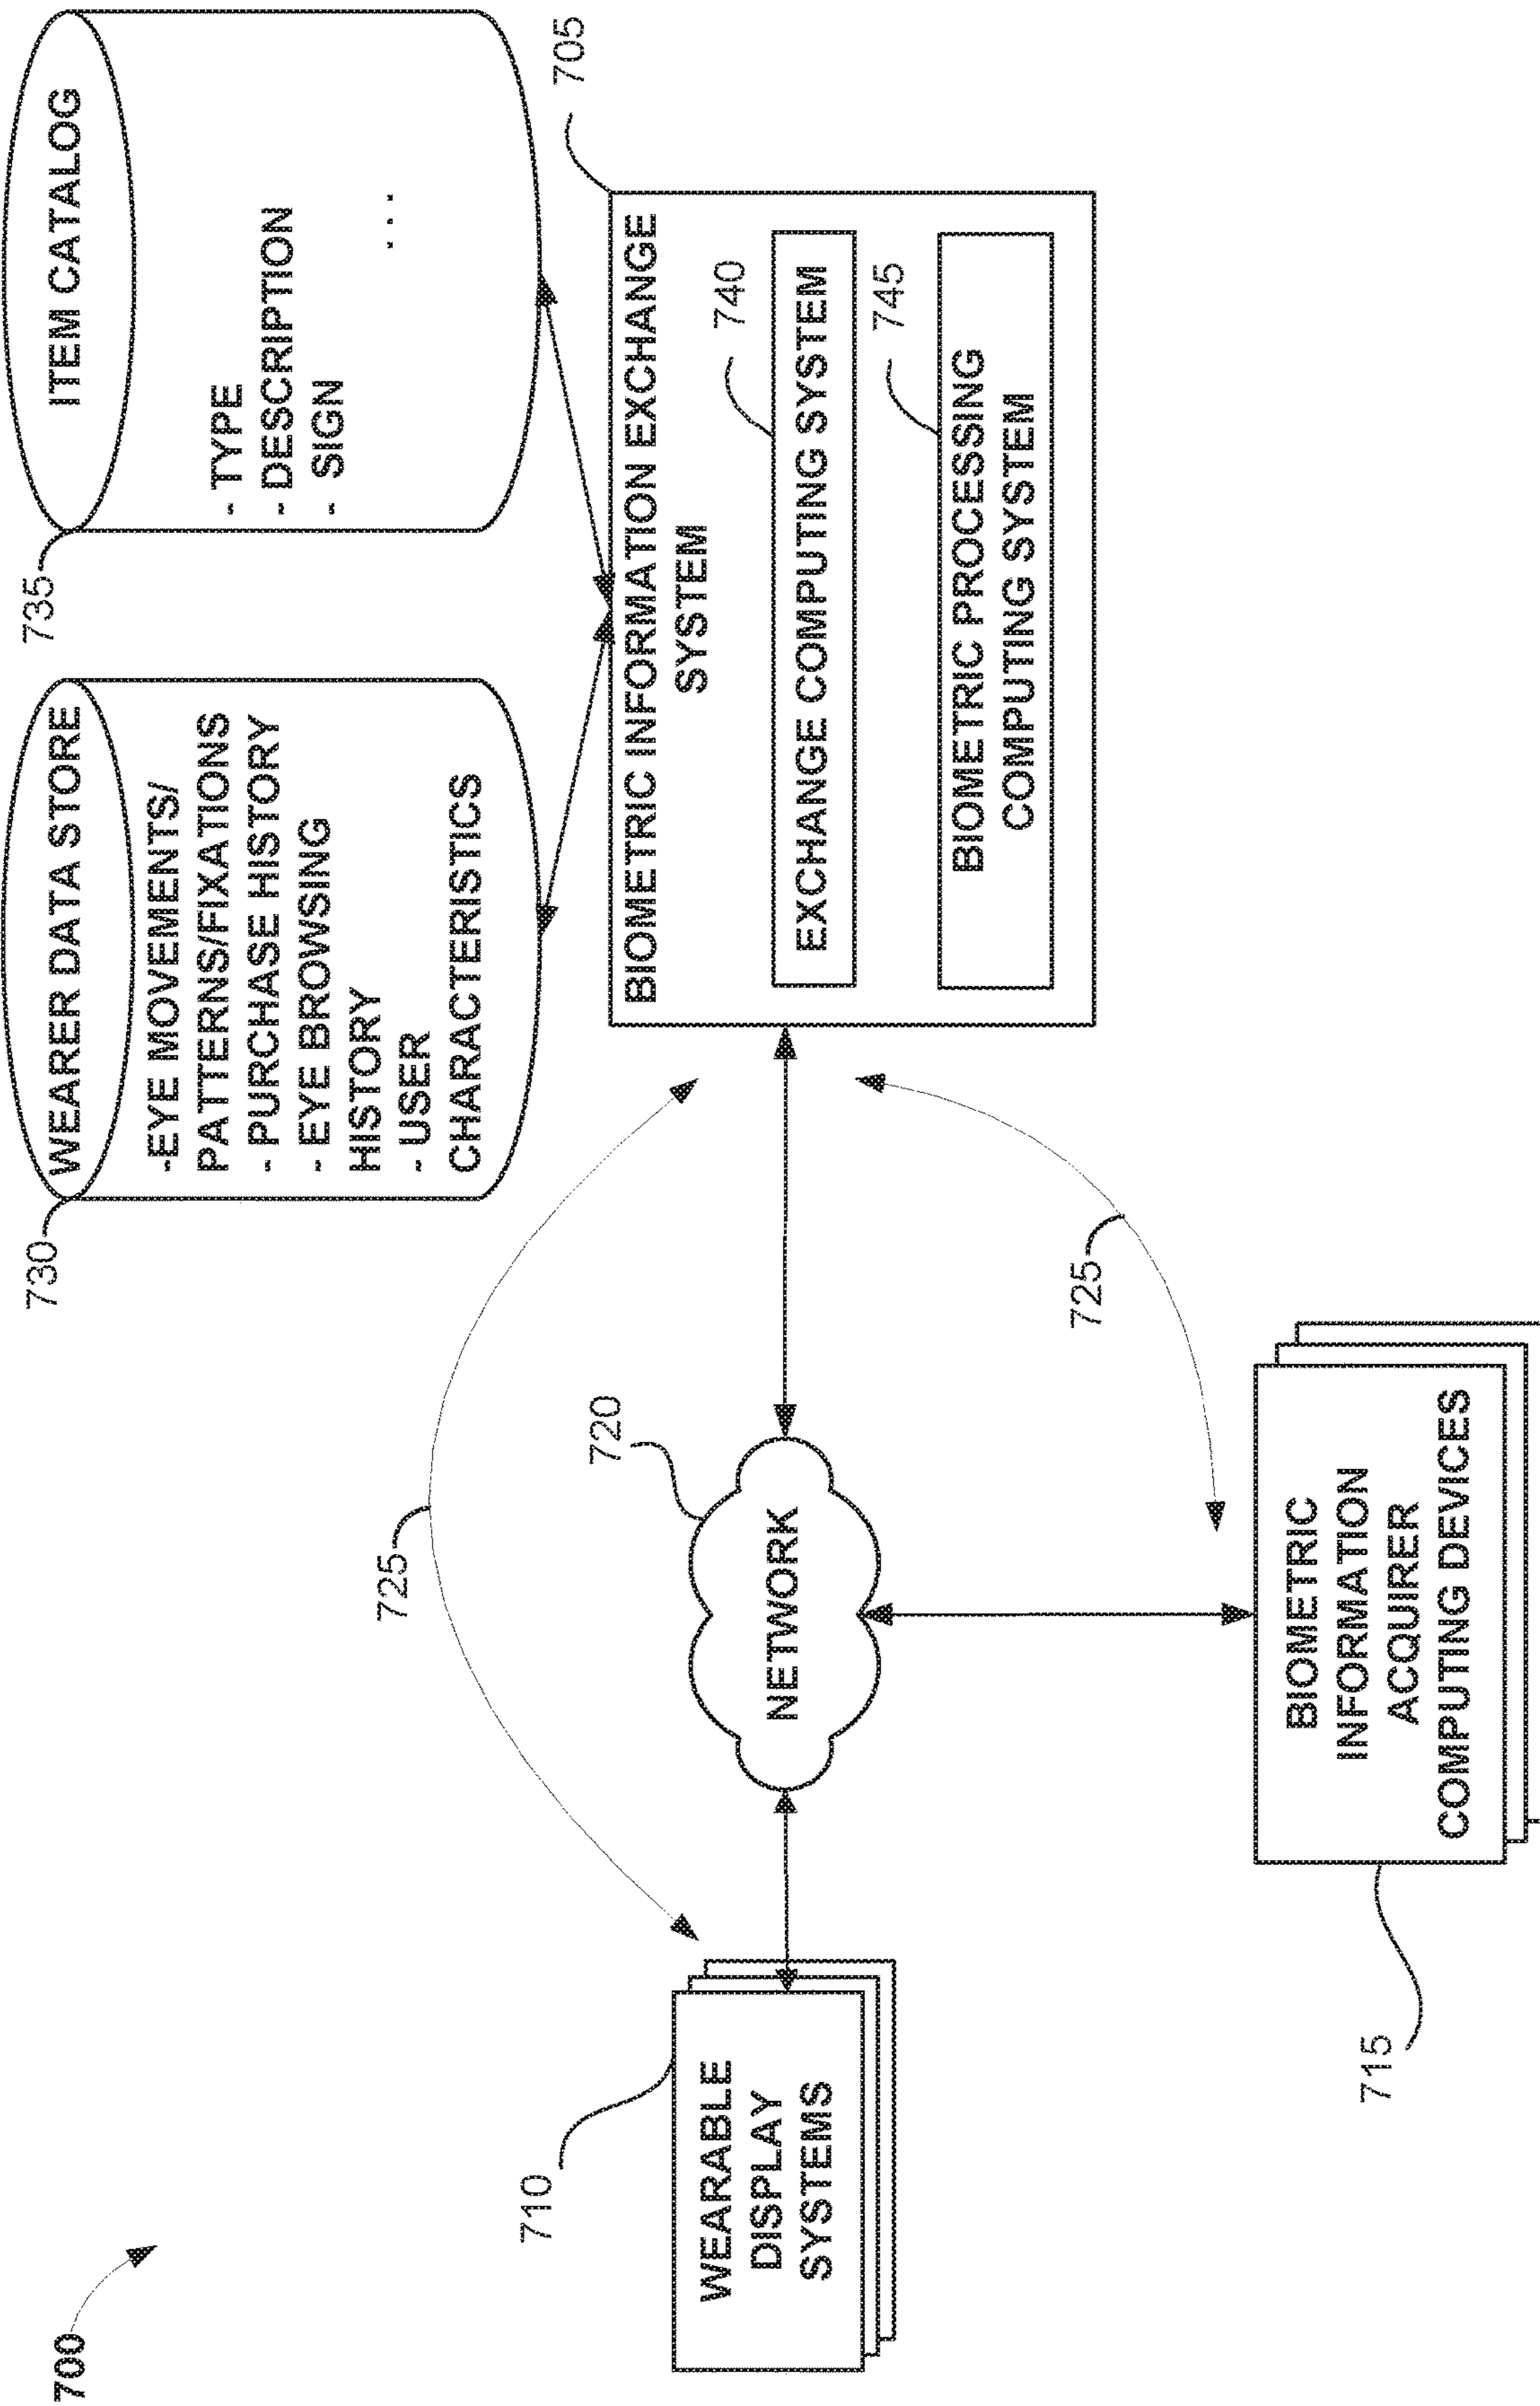 700
730
WEARER DATA STORE
-EYE MOVEMENTS/
PATTERNS/FIXATIONS
- PURCHASE HISTORY
- EYE BROWSING
HISTORY
- USER
CHARACTERISTICS
735
ITEM CATALOG
- TYPE
- DESCRIPTION
- SIGN
...
705
BIOMETRIC INFORMATION EXCHANGE
SYSTEM
740
EXCHANGE COMPUTING SYSTEM
745
BIOMETRIC PROCESSING
COMPUTING SYSTEM
725
720
NETWORK
710
WEARABLE
DISPLAY
SYSTEMS
725
715
BIOMETRIC
INFORMATION
ACQUIRER
COMPUTING DEVICES